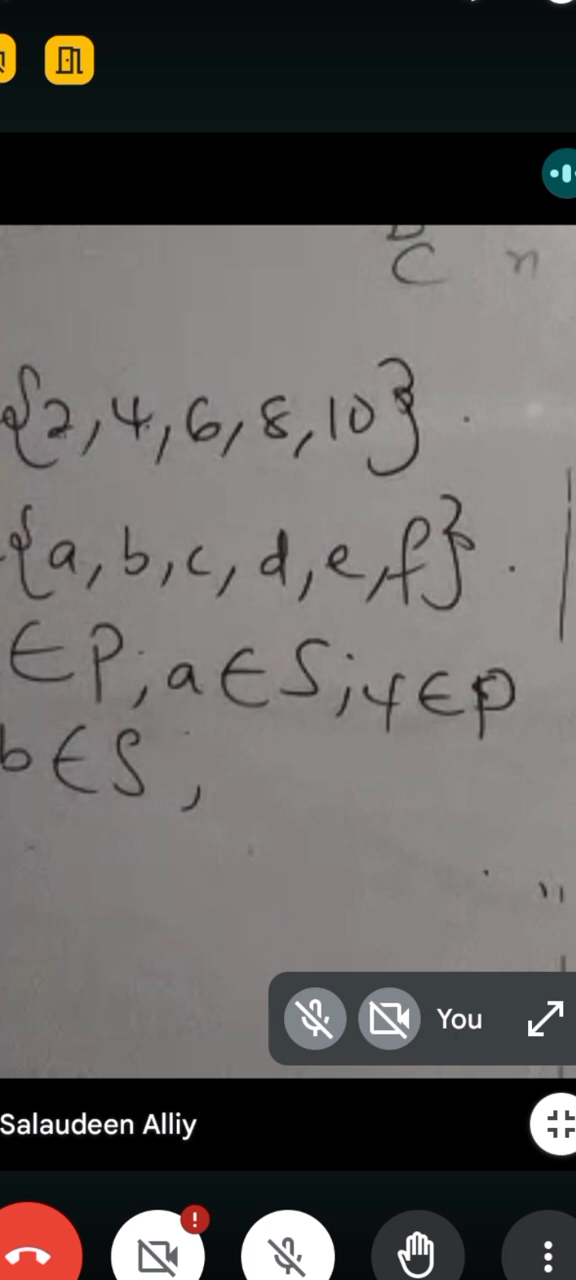 C n
{2,4,6,8,10}.
{a,b,c,d,e,f}.
∈P; a∈S; 4∈P
b∈S,
You
Salaudeen Alliy
!